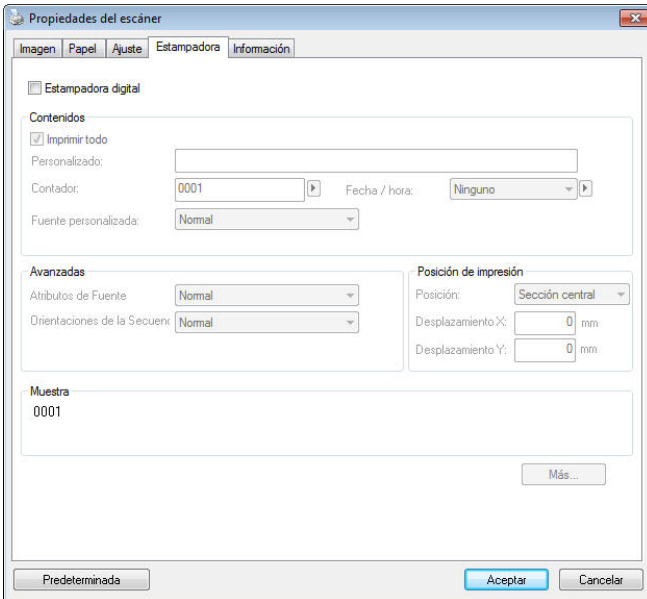 Propiedades del escáner
Imagen Papel Ajuste Estampadora Información
Estampadora digital
Contenidos
Imprimir todo
Personalizado:
Contador: 0001 Fecha / hora: Ninguno
Fuente personalizada: Normal
Avanzadas Posición de impresión
Atributos de Fuente Normal Posición: Sección central
Orientaciones de la Secuen Normal Desplazamiento X: 0 mm
Desplazamiento Y: 0 mm
Muestra
0001
Más...
Predeterminada Aceptar Cancelar